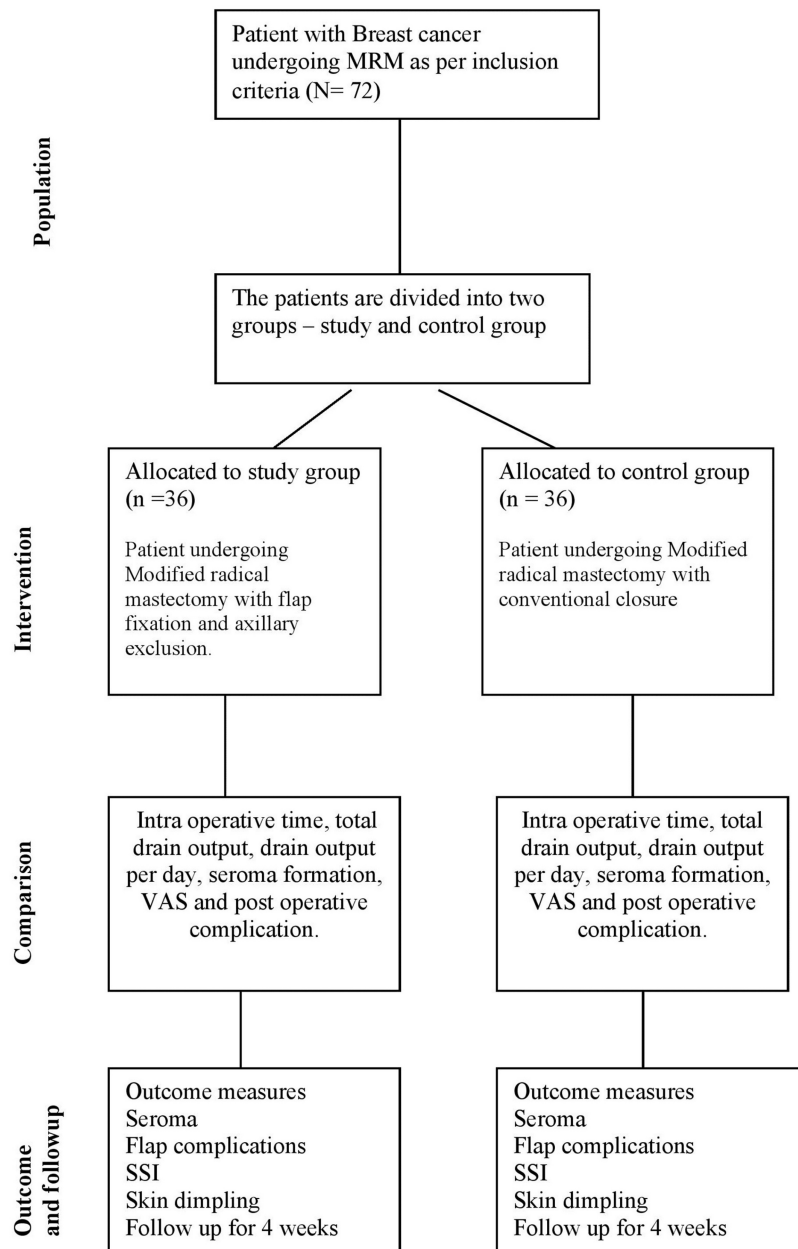 Population
Patient with Breast cancer
undergoing MRM as per inclusion
criteria (N= 72)
The patients are divided into two
groups – study and control group
Intervention
Allocated to study group
(n =36)
Patient undergoing
Modified radical
mastectomy with flap
fixation and axillary
exclusion.
Allocated to control group
(n = 36)
Patient undergoing Modified
radical mastectomy with
conventional closure
Comparison
Intra operative time, total
drain output, drain output
per day, seroma formation,
VAS and post operative
complication.
Intra operative time, total
drain output, drain output
per day, seroma formation,
VAS and post operative
complication.
Outcome
and followup
Outcome measures
Seroma
Flap complications
SSI
Skin dimpling
Follow up for 4 weeks
Outcome measures
Seroma
Flap complications
SSI
Skin dimpling
Follow up for 4 weeks